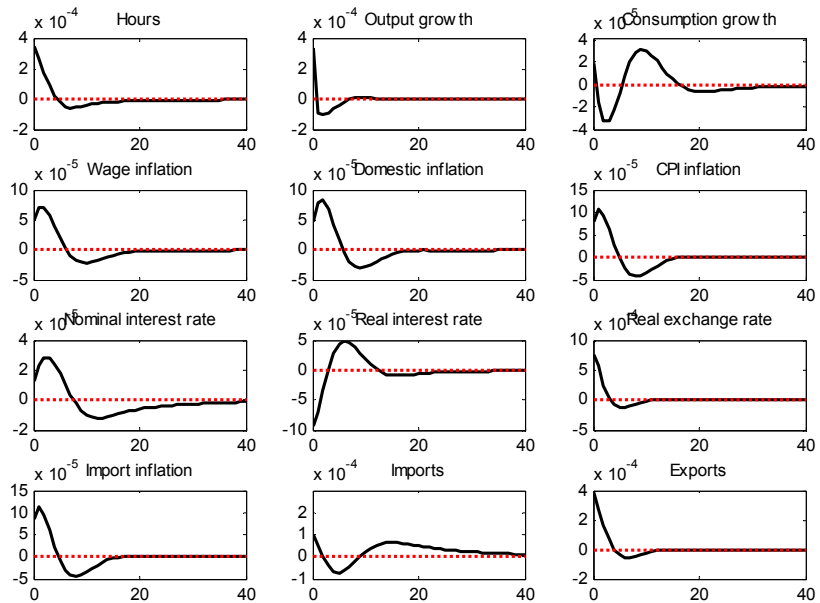 x 10^-4 Hours
4
2
0
-2
0 20 40
x 10^-4 Output growth
4
2
0
-2
0 20 40
x 10^-5 Consumption growth
4
2
0
-2
-4
0 20 40
x 10^-5 Wage inflation
10
5
0
-5
0 20 40
x 10^-5 Domestic inflation
10
5
0
-5
0 20 40
x 10^-5 CPI inflation
15
10
5
0
-5
0 20 40
x 10^-5 Nominal interest rate
4
2
0
-2
0 20 40
x 10^-5 Real interest rate
5
0
-5
-10
0 20 40
x 10^-4 Real exchange rate
10
5
0
-5
0 20 40
x 10^-5 Import inflation
15
10
5
0
-5
0 20 40
x 10^-4 Imports
2
1
0
-1
0 20 40
x 10^-4 Exports
4
2
0
-2
0 20 40